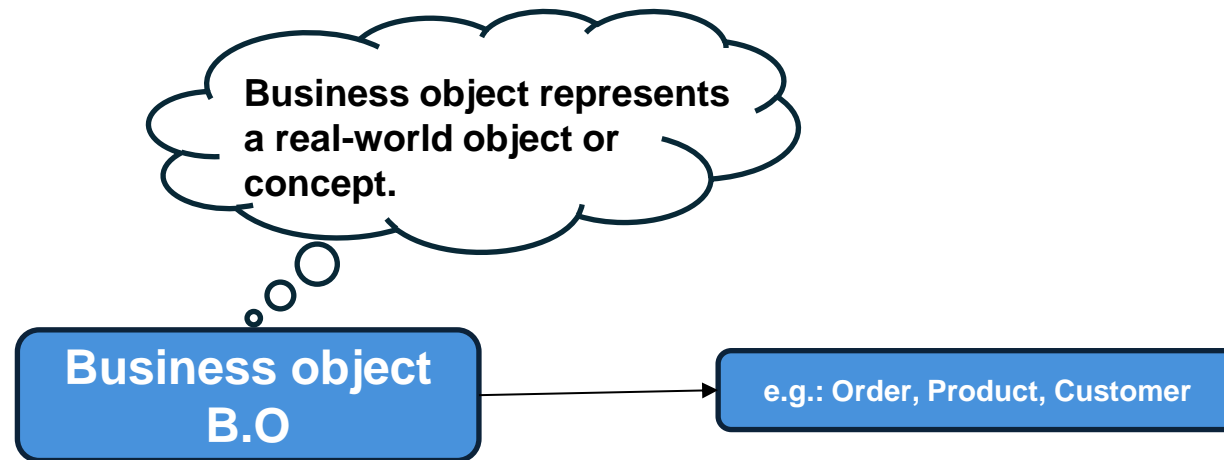 Business object represents
a real-world object or
concept.
Business object
B.O
e.g.: Order, Product, Customer